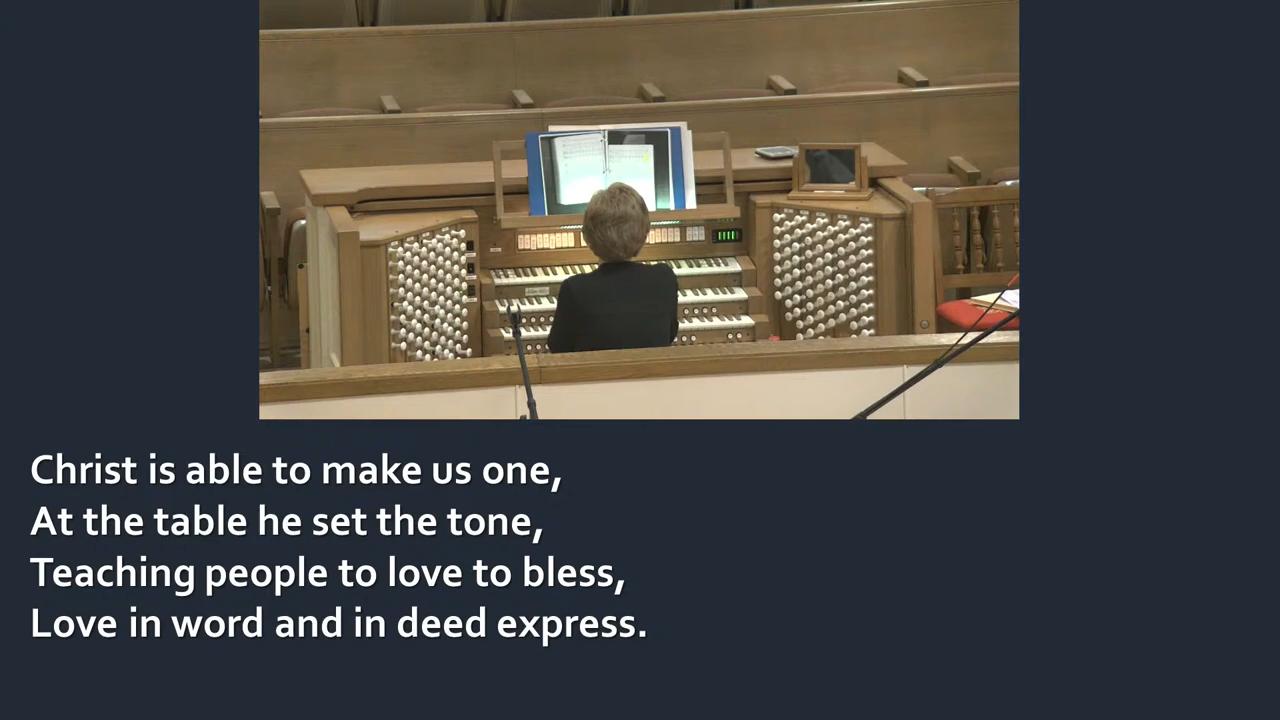 Christ is able to make us one,
At the table he set the tone,
Teaching people to love to bless,
Love in word and in deed express.